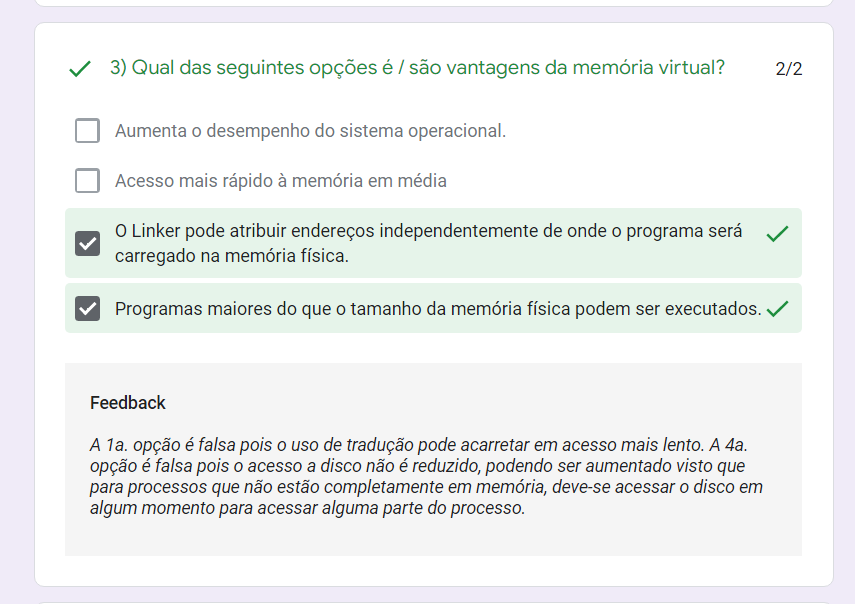 3) Qual das seguintes opções é / são vantagens da memória virtual? 2/2
Aumenta o desempenho do sistema operacional.
Acesso mais rápido à memória em média
O Linker pode atribuir endereços independentemente de onde o programa será
carregado na memória física.
Programas maiores do que o tamanho da memória física podem ser executados.
Feedback
A 1a. opção é falsa pois o uso de tradução pode acarretar em acesso mais lento. A 4a.
opção é falsa pois o acesso a disco não é reduzido, podendo ser aumentado visto que
para processos que não estão completamente em memória, deve-se acessar o disco em
algum momento para acessar alguma parte do processo.